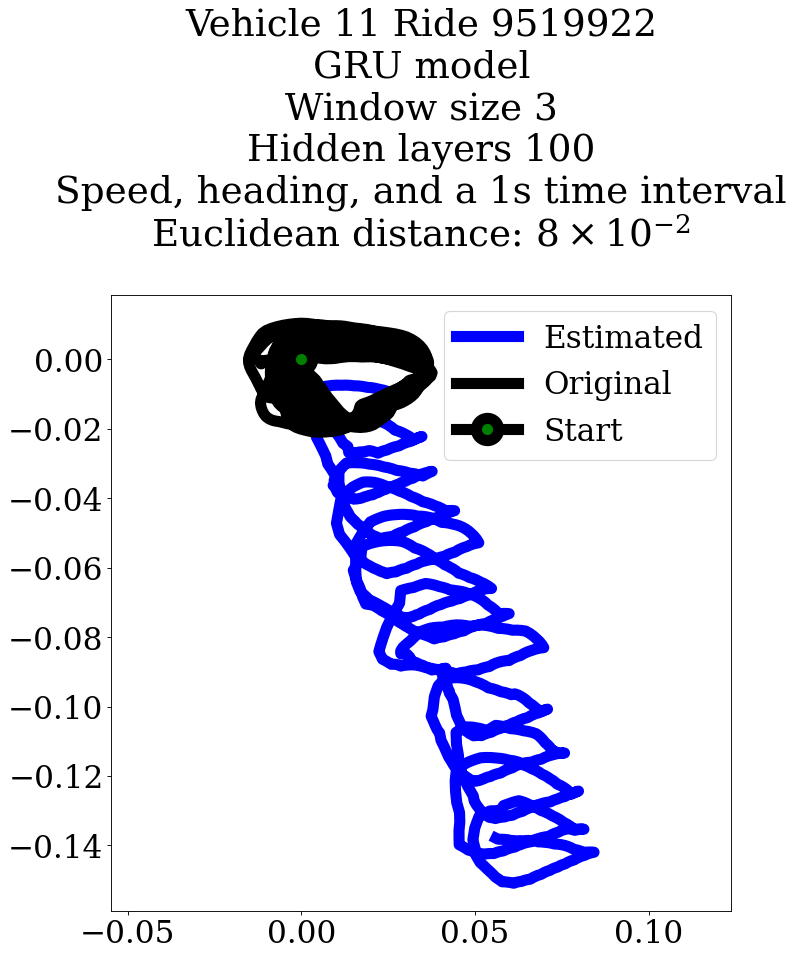 Vehicle 11 Ride 9519922
GRU model
Window size 3
Hidden layers 100
Speed, heading, and a 1s time interval
Euclidean distance: 8 × 10⁻²
Estimated
Original
Start
0.00
−0.02
−0.04
−0.06
−0.08
−0.10
−0.12
−0.14
−0.05 0.00 0.05 0.10